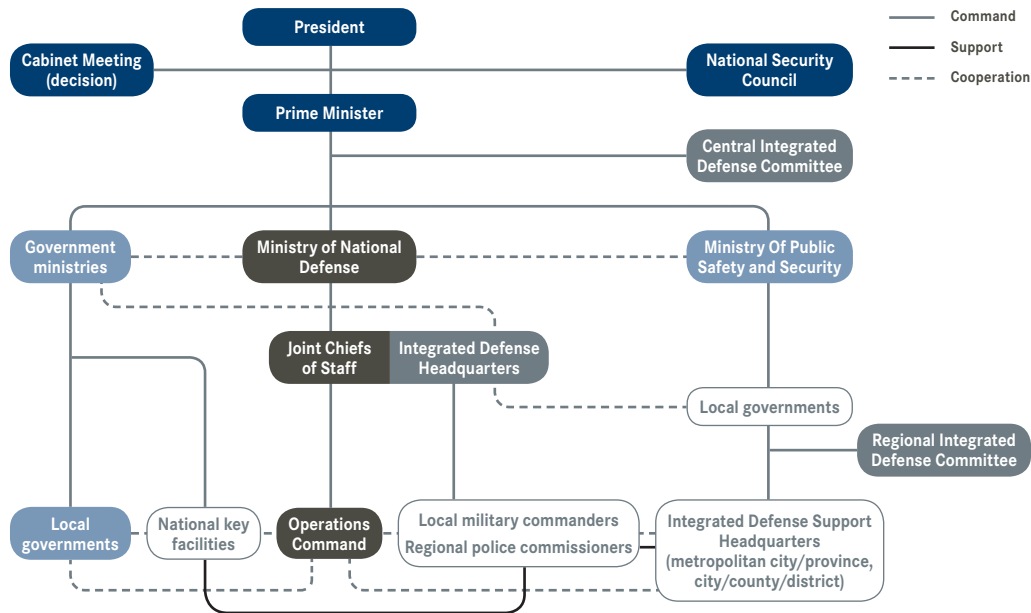 President
Command
Support
Cooperation
Cabinet Meeting
(decision)
National Security
Council
Prime Minister
Central Integrated
Defense Committee
Government
ministries
Ministry of National
Defense
Ministry Of Public
Safety and Security
Joint Chiefs
of Staff
Integrated Defense
Headquarters
Local governments
Regional Integrated
Defense Committee
Local
governments
National key
facilities
Operations
Command
Local military commanders
Regional police commissioners
Integrated Defense Support
Headquarters
(metropolitan city/province,
city/county/district)